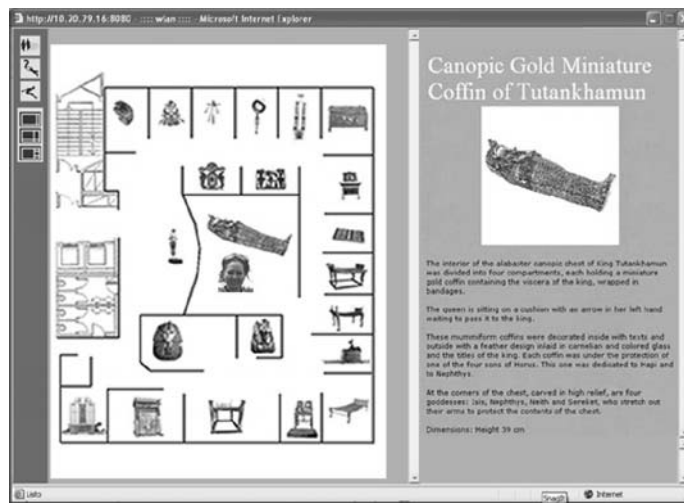 http://10.20.79.16:8080 - :::: wlan :::: - Microsoft Internet Explorer
Canopic Gold Miniature
Coffin of Tutankhamun
The interior of the alabaster canopic chest of King Tutankhamun
was divided into four compartments, each holding a miniature
gold coffin containing the viscera of the king, wrapped in
bandages.
The queen is sitting on a cushion with an arrow in her left hand
waiting to pass it to the king.
These mummiform coffins were decorated inside with texts and
outside with a feather design inlaid in carnelian and colored glass
and the titles of the king. Each coffin was under the protection of
one of the four sons of Horus. This one was dedicated to Hapi and
to Nephthys.
At the corners of the chest, carved in high relief, are four
goddesses: Isis, Nephthys, Neith and Serelket, who stretch out
their arms to protect the contents of the chest.
Dimensions: Height 39 cm
Listo
SnagIt
Internet